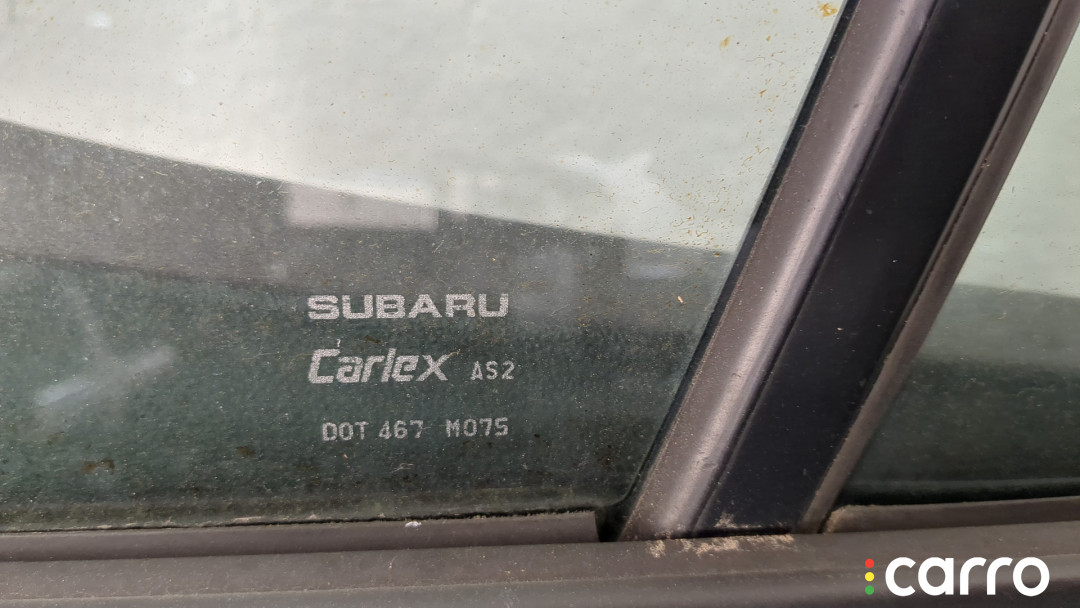 SUBARU
Carlex AS2
DOT 467 M075
carro